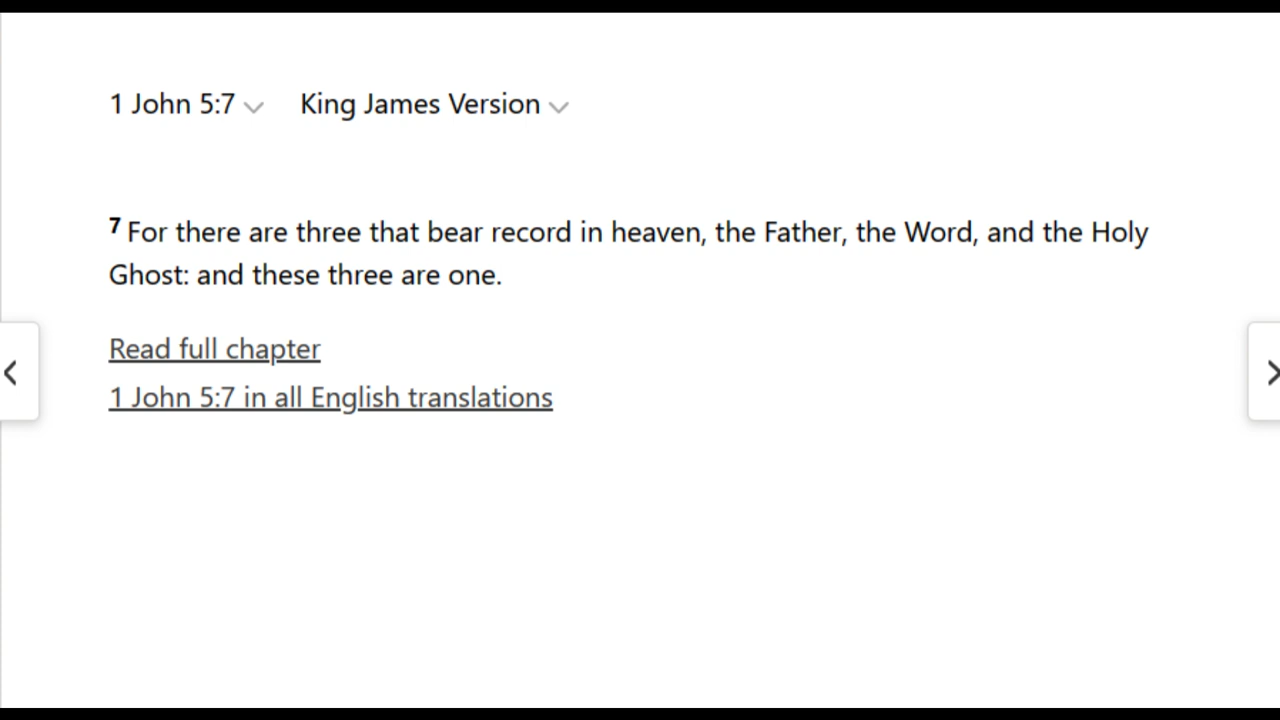 1 John 5:7 King James Version
7 For there are three that bear record in heaven, the Father, the Word, and the Holy
Ghost: and these three are one.
Read full chapter
1 John 5:7 in all English translations